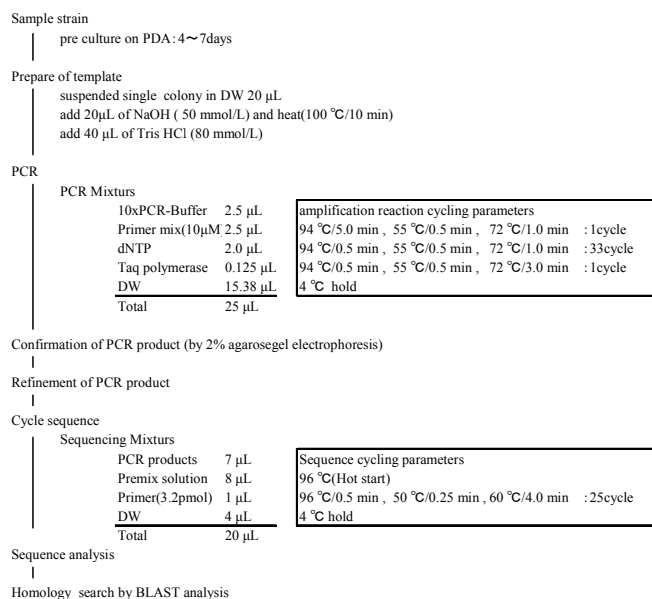 Sample strain
pre culture on PDA:4～7days
Prepare of template
suspended single colony in DW 20 μL
add 20μL of NaOH ( 50 mmol/L) and heat(100 ℃/10 min)
add 40 μL of Tris HCl (80 mmol/L)
PCR
PCR Mixturs
10xPCR-Buffer 2.5 μL amplification reaction cycling parameters
Primer mix(10μM 2.5 μL 94 ℃/5.0 min , 55 ℃/0.5 min , 72 ℃/1.0 min :1cycle
dNTP 2.0 μL 94 ℃/0.5 min , 55 ℃/0.5 min , 72 ℃/1.0 min :33cycle
Taq polymerase 0.125 μL 94 ℃/0.5 min , 55 ℃/0.5 min , 72 ℃/3.0 min :1cycle
DW 15.38 μL 4 ℃ hold
Total 25 μL
Confirmation of PCR product (by 2% agarosegel electrophoresis)
Refinement of PCR product
Cycle sequence
Sequencing Mixturs
PCR products 7 μL Sequence cycling parameters
Premix solution 8 μL 96 ℃(Hot start)
Primer(3.2pmol) 1 μL 96 ℃/0.5 min , 50 ℃/0.25 min , 60 ℃/4.0 min :25cycle
DW 4 μL 4 ℃ hold
Total 20 μL
Sequence analysis
Homology search by BLAST analysis